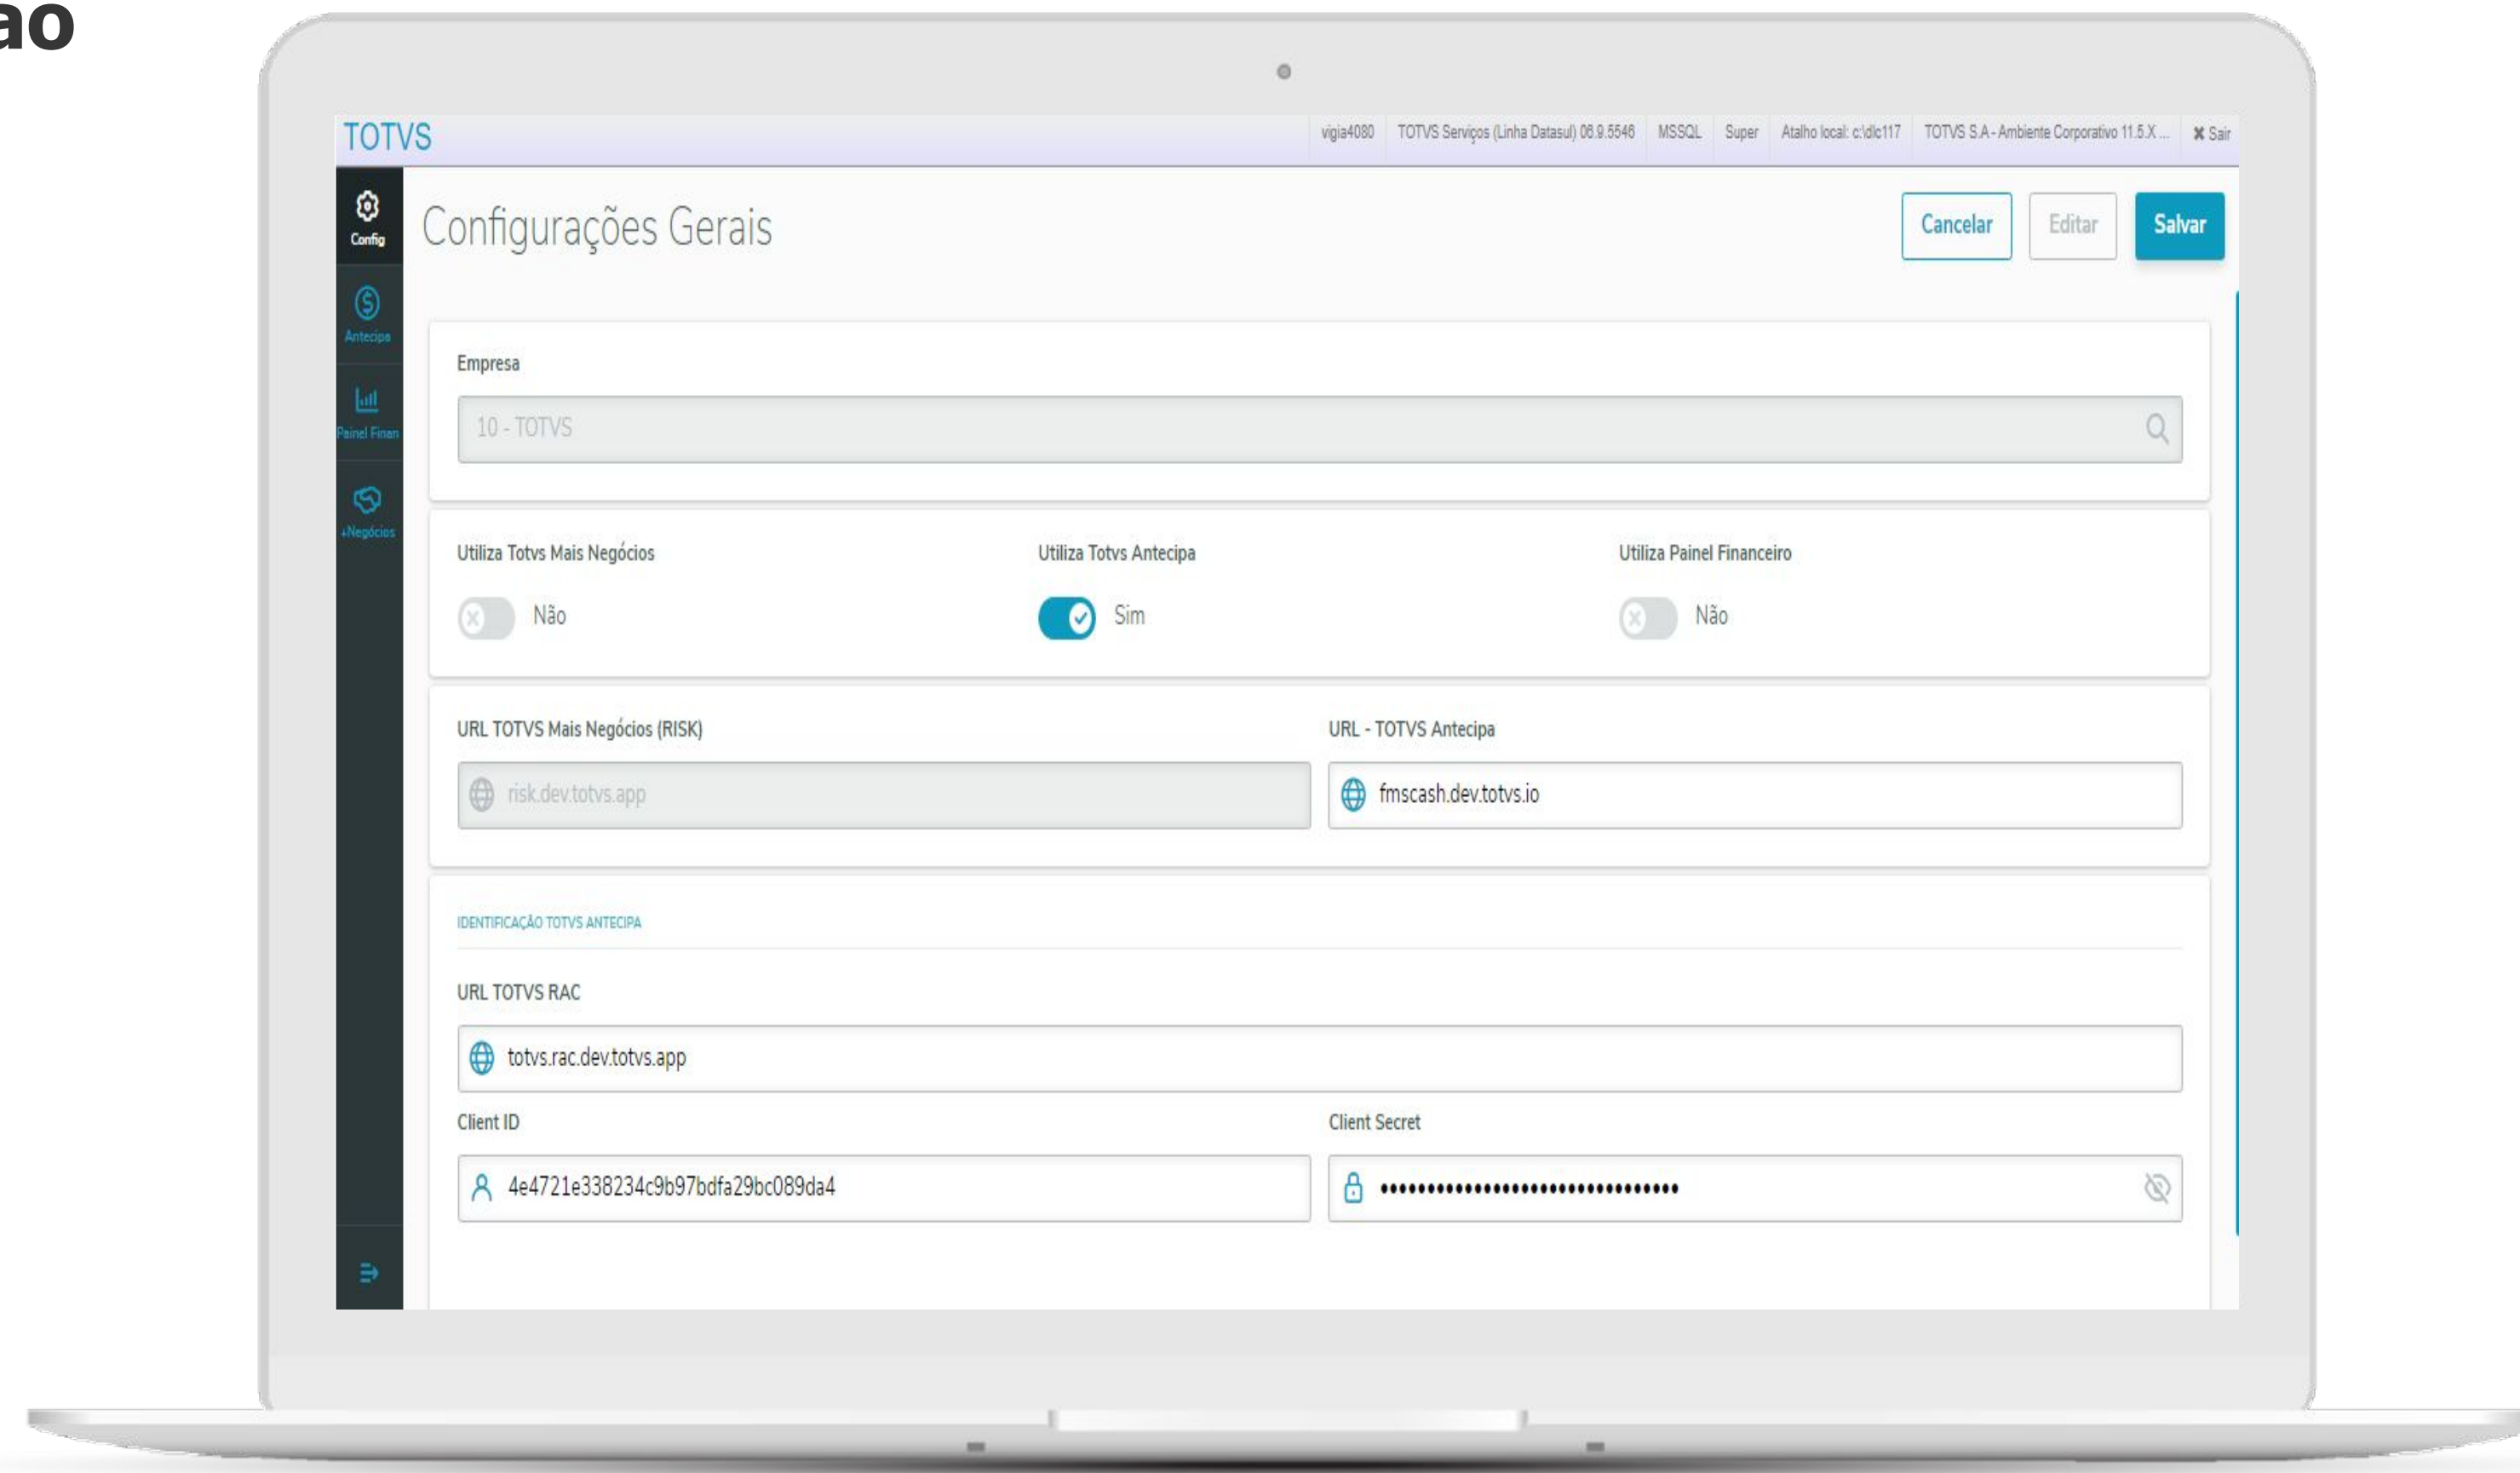 ão
TOTVS
vigia4080 TOTVS Serviços (Linha Datasul) 06.9.5546 MSSQL Super Atalho local: c:\dlc117 TOTVS S.A - Ambiente Corporativo 11.5.X ... Sair
Config
Configurações Gerais
Cancelar Editar Salvar
Antecipa
Painel Finan
+Negócios
Empresa
10 - TOTVS
Utiliza Totvs Mais Negócios Utiliza Totvs Antecipa Utiliza Painel Financeiro
Não Sim Não
URL TOTVS Mais Negócios (RISK) URL - TOTVS Antecipa
risk.dev.totvs.app fmscash.dev.totvs.io
IDENTIFICAÇÃO TOTVS ANTECIPA
URL TOTVS RAC
totvs.rac.dev.totvs.app
Client ID Client Secret
4e4721e338234c9b97bdfa29bc089da4 ••••••••••••••••••••••••••••••••